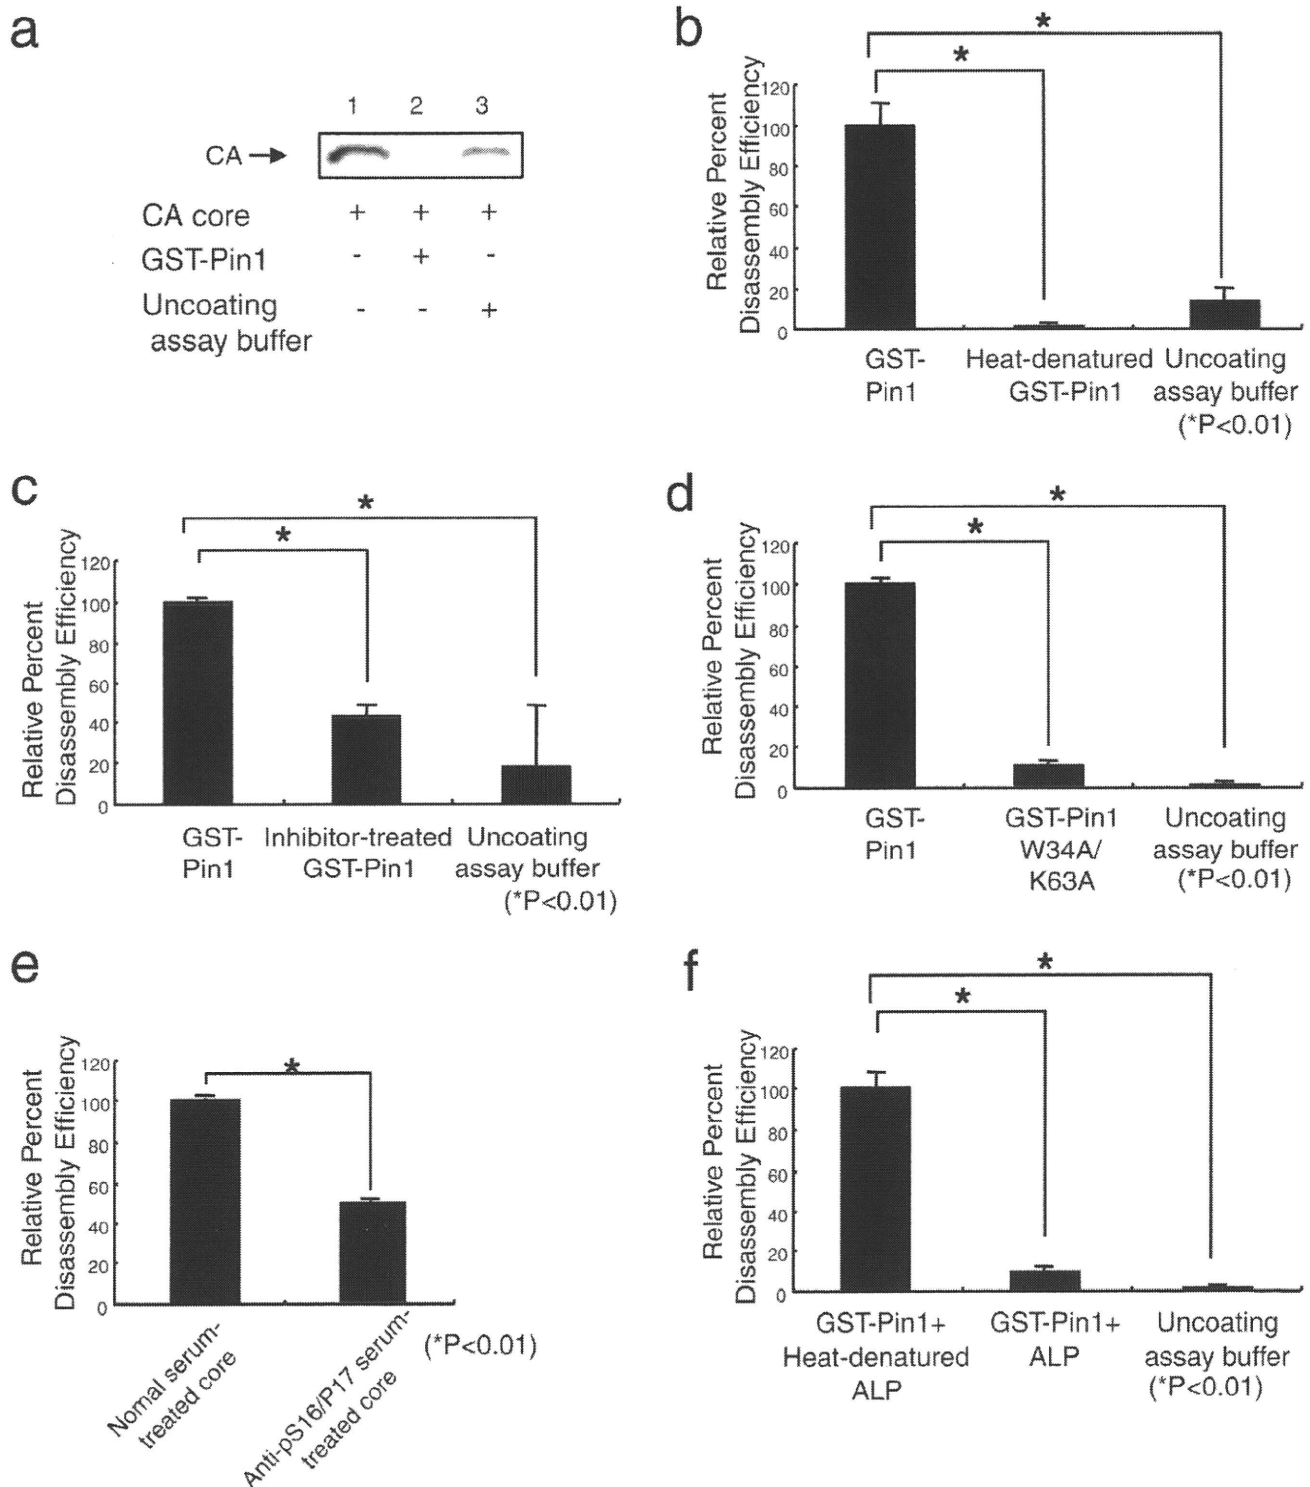 a
1 2 3
CA
CA core + + +
GST-Pin1 - + -
Uncoating
assay buffer - - +
b
*
*
Relative Percent
Disassembly Efficiency
120
100
80
60
40
20
0
GST-
Pin1
Heat-denatured
GST-Pin1
Uncoating
assay buffer
(*P<0.01)
c
*
*
Relative Percent
Disassembly Efficiency
120
100
80
60
40
20
0
GST-
Pin1
Inhibitor-treated
GST-Pin1
Uncoating
assay buffer
(*P<0.01)
d
*
*
Relative Percent
Disassembly Efficiency
120
100
80
60
40
20
0
GST-
Pin1
GST-Pin1
W34A/
K63A
Uncoating
assay buffer
(*P<0.01)
e
*
Relative Percent
Disassembly Efficiency
120
100
80
60
40
20
0
Normal serum-
treated core
Anti-pS16/P17 serum-
treated core
(*P<0.01)
f
*
*
Relative Percent
Disassembly Efficiency
120
100
80
60
40
20
0
GST-Pin1+
Heat-denatured
ALP
GST-Pin1+
ALP
Uncoating
assay buffer
(*P<0.01)